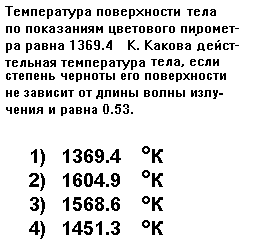 Температура поверхности тела
по показаниям цветового пиромет-
ра равна 1369.4 К. Какова дейст-
тельная температура тела, если
степень черноты его поверхности
не зависит от длины волны излу-
чения и равна 0.53.
1) 1369.4 °К
2) 1604.9 °К
3) 1568.6 °К
4) 1451.3 °К